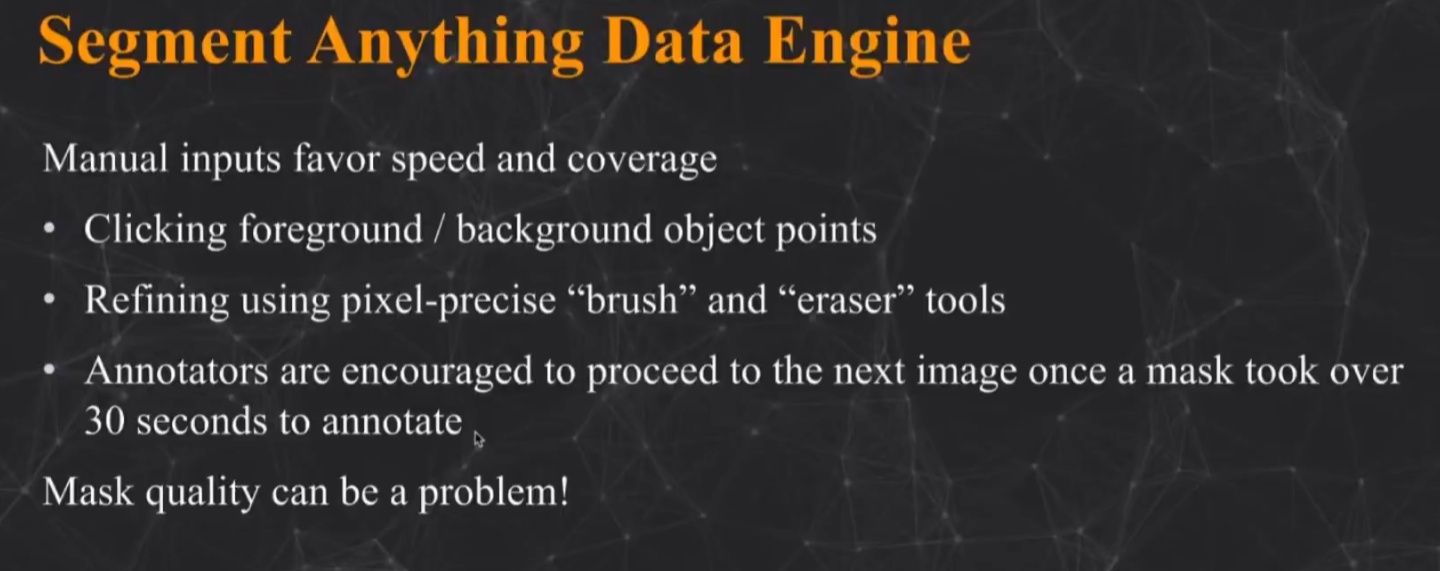 Segment Anything Data Engine
Manual inputs favor speed and coverage
• Clicking foreground / background object points
• Refining using pixel-precise “brush” and “eraser” tools
• Annotators are encouraged to proceed to the next image once a mask took over
30 seconds to annotate
Mask quality can be a problem!